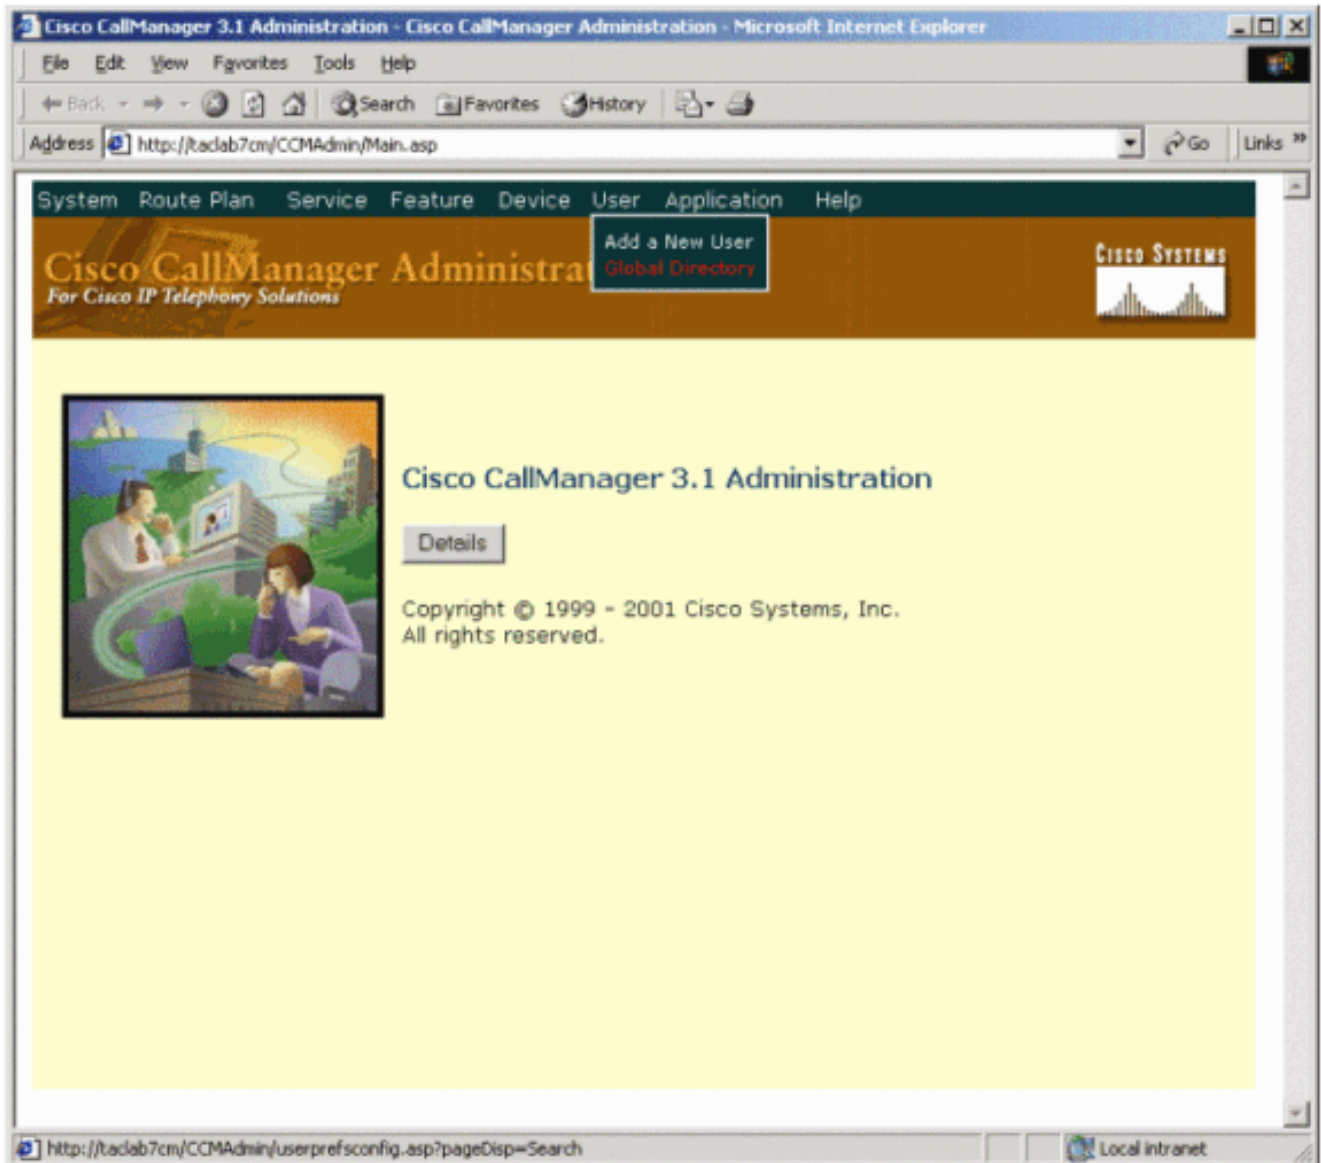 Cisco CallManager 3.1 Administration - Cisco CallManager Administration - Microsoft Internet Explorer
File Edit View Favorites Tools Help
Back Search Favorites History
Address http://taclab7cm/CCMAdmin/Main.asp Go Links »
System Route Plan Service Feature Device User Application Help
Add a New User
Global Directory
Cisco CallManager Administrat
For Cisco IP Telephony Solutions
CISCO SYSTEMS
Cisco CallManager 3.1 Administration
Details
Copyright © 1999 - 2001 Cisco Systems, Inc.
All rights reserved.
http://taclab7cm/CCMAdmin/userprefsconfig.asp?pageDisp=Search Local intranet